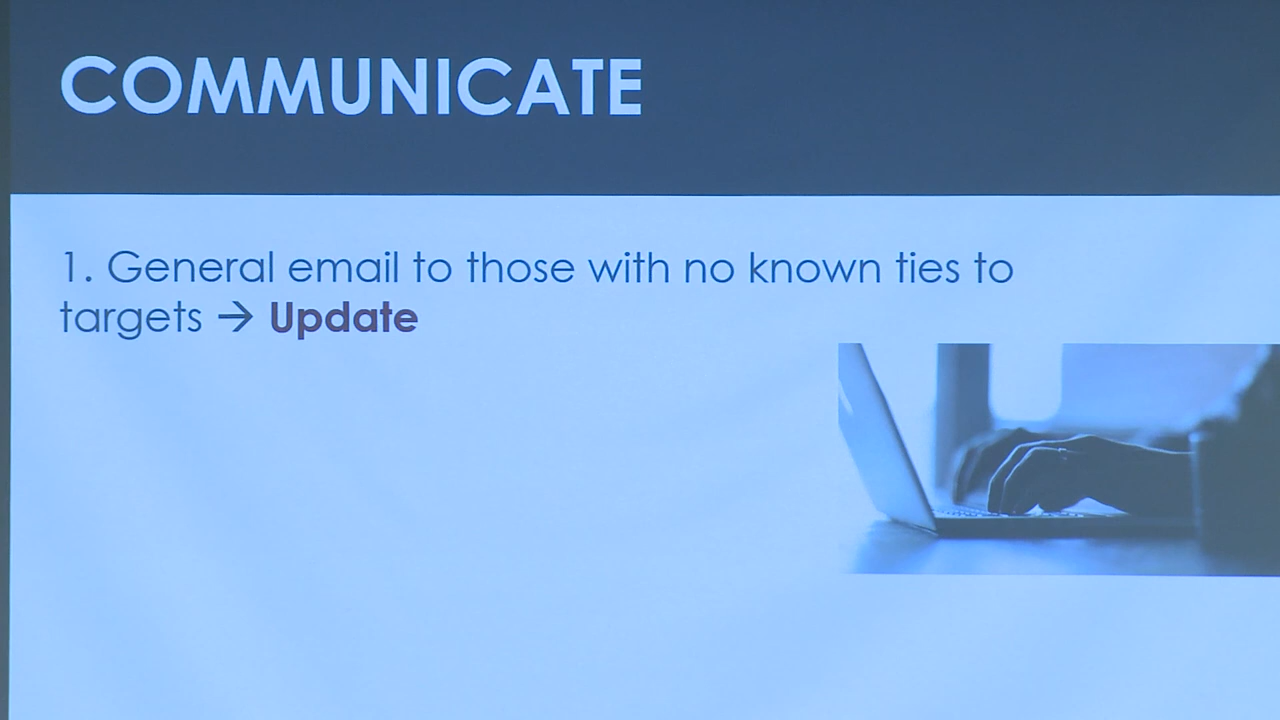 COMMUNICATE
1. General email to those with no known ties to
targets → Update